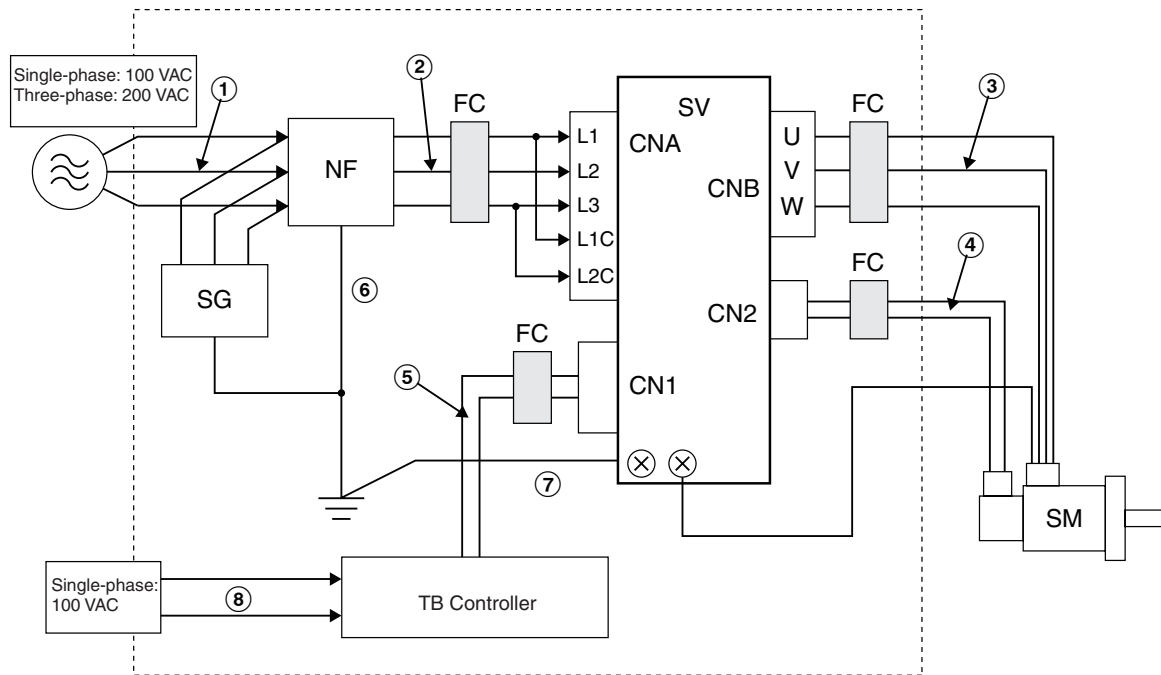 Single-phase: 100 VAC
Three-phase: 200 VAC
1
2
FC
SV
FC
3
NF
L1
L2
L3
L1C
L2C
CNA
CNB
U
V
W
SG
6
FC
4
CN2
FC
5
CN1
7
SM
Single-phase:
100 VAC
8
TB Controller